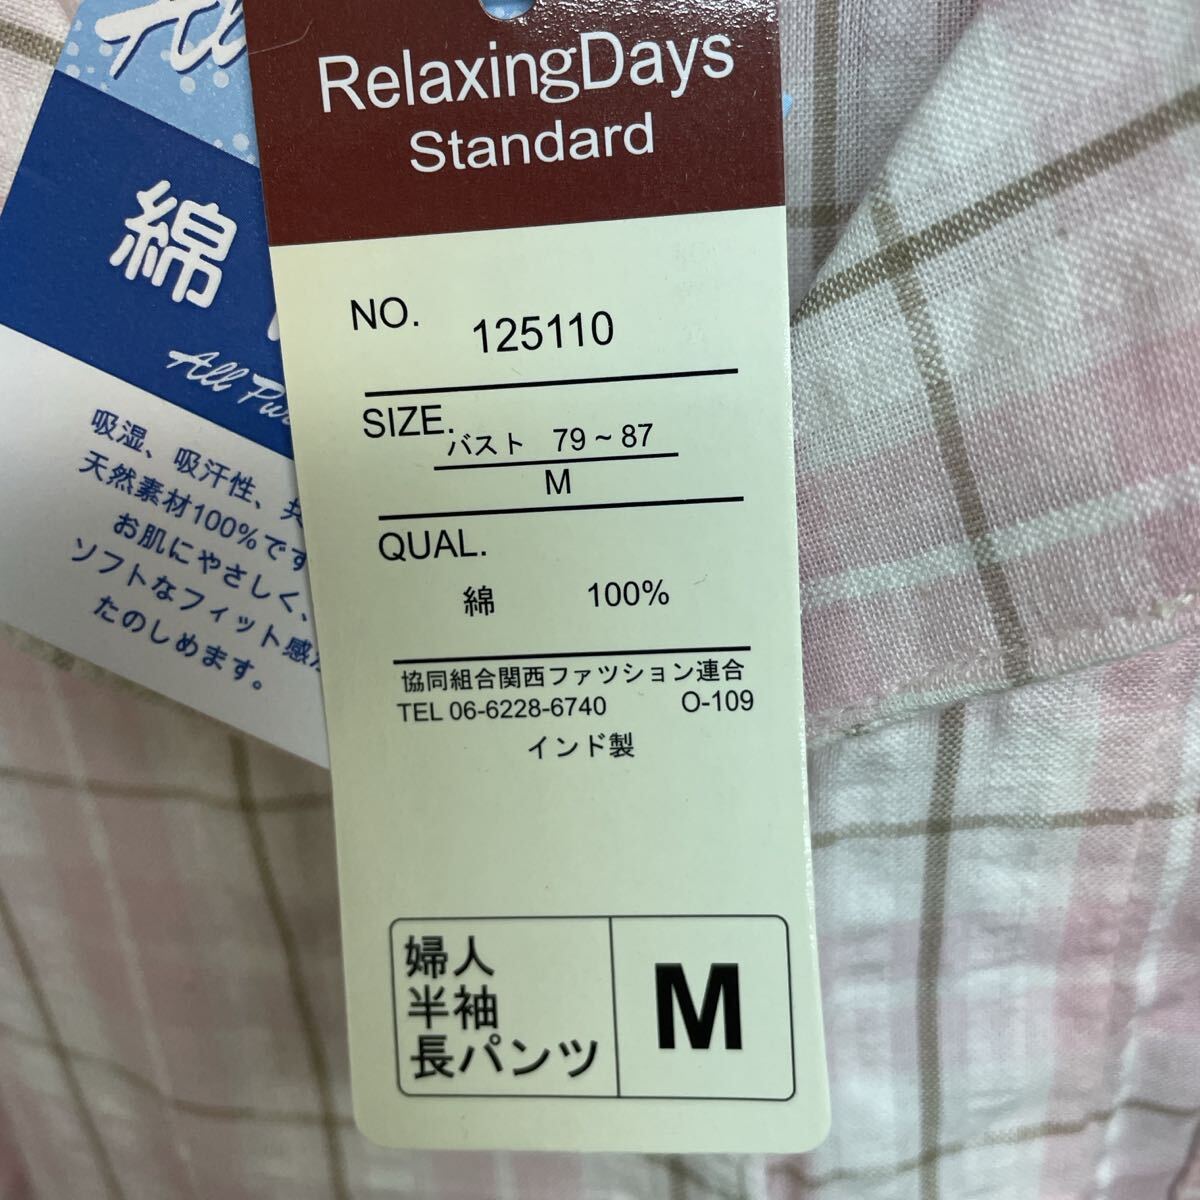 RelaxingDays
Standard
NO. 125110
SIZE.
バスト 79~87
M
QUAL.
綿 100%
協同組合関西ファツション連合
TEL 06-6228-6740 O-109
インド製
婦人
半袖
長パンツ
M
All
綿
All
吸湿、吸汗性、
天然素材100%です
お肌にやさしく、
ソフトなフィット感
たのしめます。